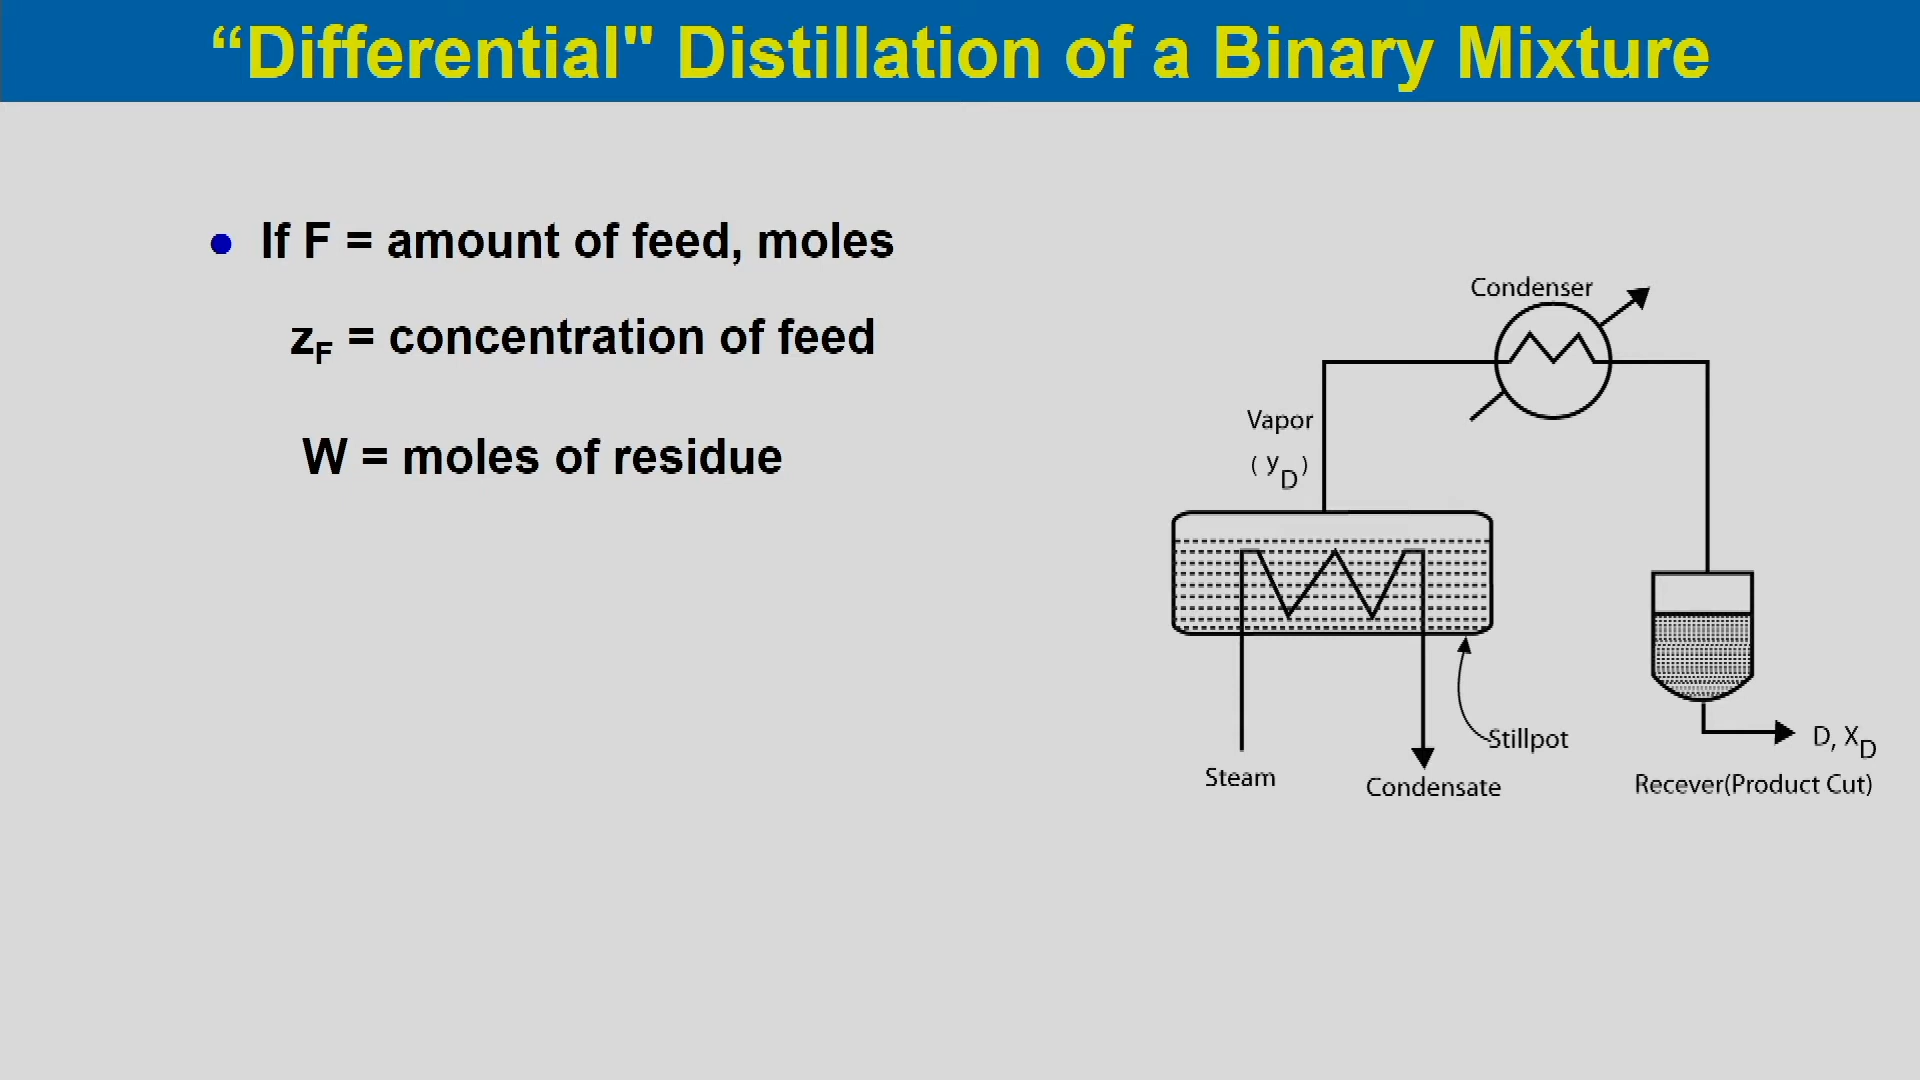 “Differential" Distillation of a Binary Mixture
If F = amount of feed, moles
zF = concentration of feed
W = moles of residue
Condenser
Vapor
( yD )
Stillpot
Steam
Condensate
D, XD
Recever(Product Cut)